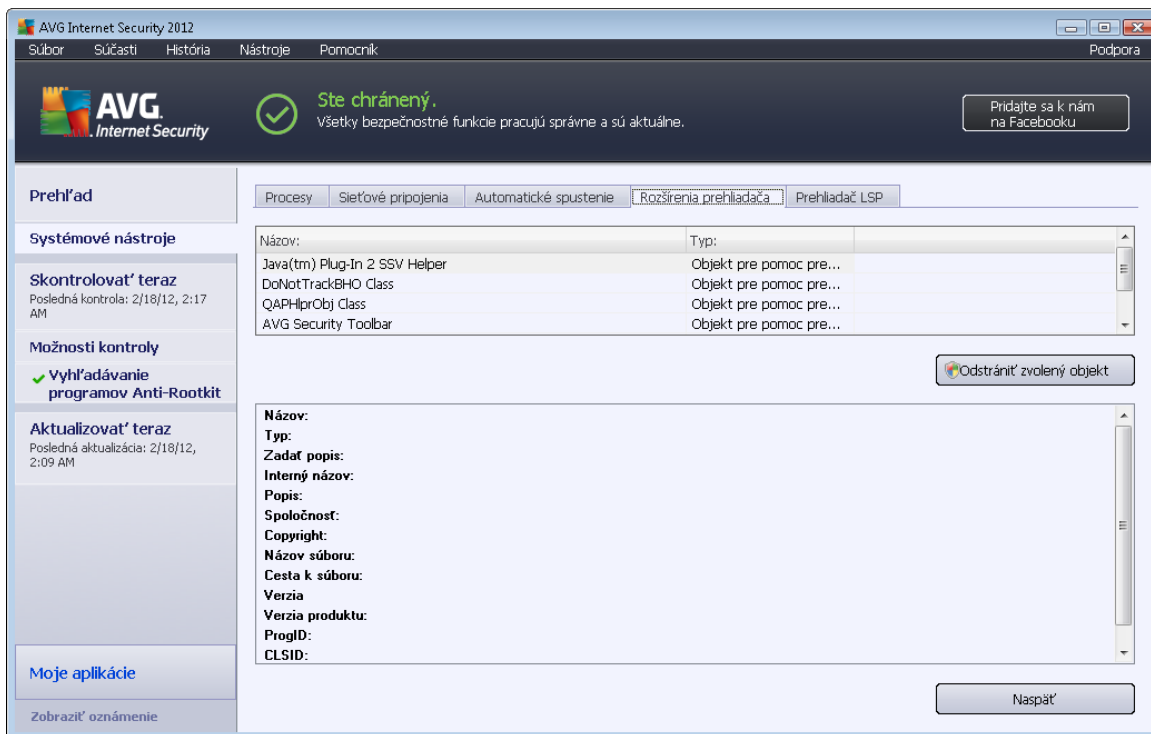 AVG Internet Security 2012
Súbor Súčasti História Nástroje Pomocník Podpora
AVG.
Internet Security
Ste chránený.
Všetky bezpečnostné funkcie pracujú správne a sú aktuálne.
Pridajte sa k nám
na Facebooku
Prehľad
Systémové nástroje
Skontrolovať teraz
Posledná kontrola: 2/18/12, 2:17
AM
Možnosti kontroly
Vyhľadávanie
programov Anti-Rootkit
Aktualizovať teraz
Posledná aktualizácia: 2/18/12,
2:09 AM
Moje aplikácie
Zobraziť oznámenie
Procesy Sieťové pripojenia Automatické spustenie Rozšírenia prehliadača Prehliadač LSP
Názov: Typ:
Java(tm) Plug-In 2 SSV Helper Objekt pre pomoc pre...
DoNotTrackBHO Class Objekt pre pomoc pre...
QAPHlprObj Class Objekt pre pomoc pre...
AVG Security Toolbar Objekt pre pomoc pre...
Odstrániť zvolený objekt
Názov:
Typ:
Zadať popis:
Interný názov:
Popis:
Spoločnosť:
Copyright:
Názov súboru:
Cesta k súboru:
Verzia
Verzia produktu:
ProgID:
CLSID:
Naspäť